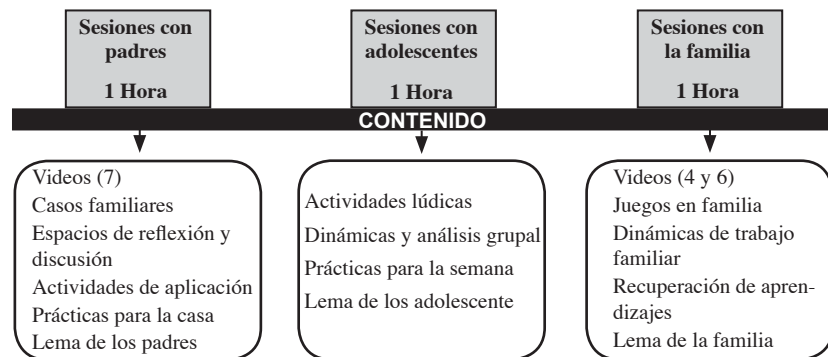 Sesiones con
padres
1 Hora
Sesiones con
adolescentes
1 Hora
Sesiones con
la familia
1 Hora
CONTENIDO
Videos (7)
Casos familiares
Espacios de reflexión y
discusión
Actividades de aplicación
Prácticas para la casa
Lema de los padres
Actividades lúdicas
Dinámicas y análisis grupal
Prácticas para la semana
Lema de los adolescente
Videos (4 y 6)
Juegos en familia
Dinámicas de trabajo
familiar
Recuperación de apren-
dizajes
Lema de la familia